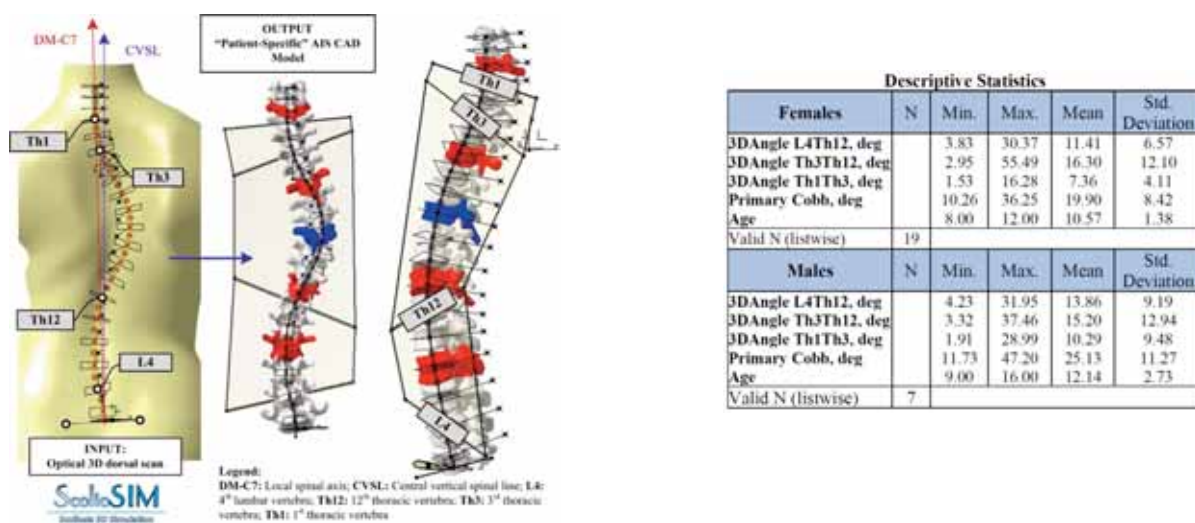 DM-C7
CVSL
OUTPUT
"Patient-Specific" AIS CAD
Model
Th1
Th3
Th12
L4
INPUT:
Optical 3D dorsal scan
ScolioSIM
Th1
Th3
Th12
L4
Legend:
DM-C7: Local spinal axis; CVSL: Central vertical spinal line; L4:
4th lumbar vertebra; Th12: 12th thoracic vertebra; Th3: 3rd thoracic
vertebra; Th1: 1st thoracic vertebra
Descriptive Statistics
Females N Min. Max. Mean Std. Deviation
3DAngle L4Th12, deg 3.83 30.37 11.41 6.57
3DAngle Th3Th12, deg 2.95 55.49 16.30 12.10
3DAngle Th1Th3, deg 1.53 16.28 7.36 4.11
Primary Cobb, deg 10.26 36.25 19.90 8.42
Age 8.00 12.00 10.57 1.38
Valid N (listwise) 19
Males N Min. Max. Mean Std. Deviation
3DAngle L4Th12, deg 4.23 31.95 13.86 9.19
3DAngle Th3Th12, deg 3.32 37.46 15.20 12.94
3DAngle Th1Th3, deg 1.91 28.99 10.29 9.48
Primary Cobb, deg 11.73 47.20 25.13 11.27
Age 9.00 16.00 12.14 2.73
Valid N (listwise) 7